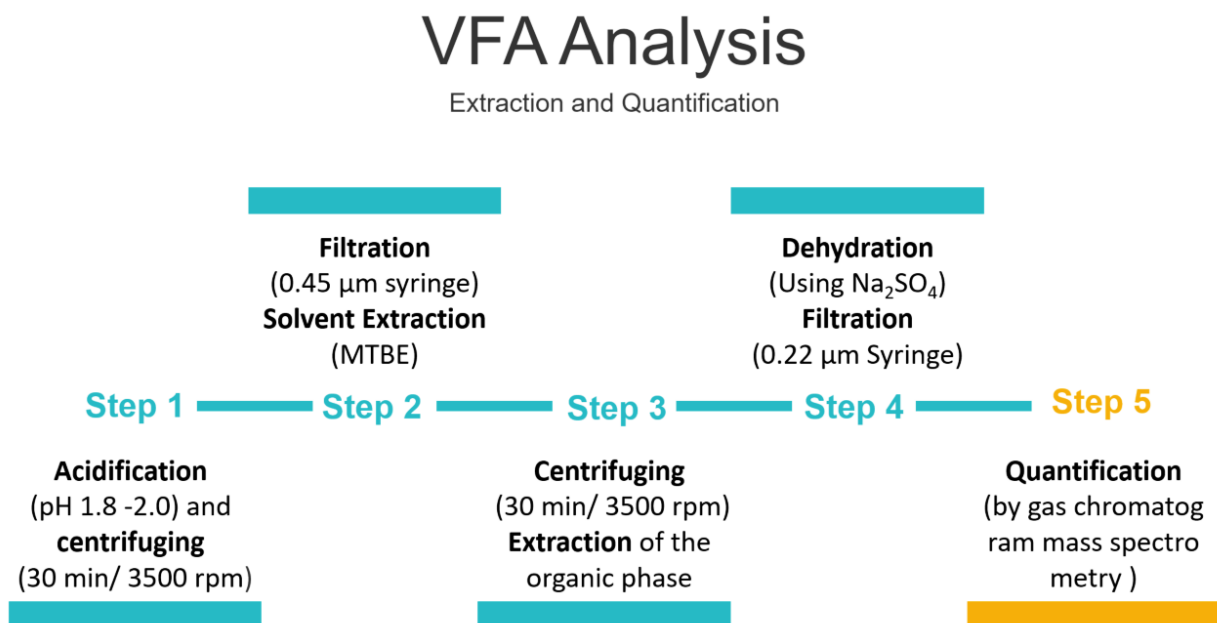 VFA Analysis
Extraction and Quantification
Filtration
(0.45 µm syringe)
Solvent Extraction
(MTBE)
Dehydration
(Using Na₂SO₄)
Filtration
(0.22 µm Syringe)
Step 1
Step 2
Step 3
Step 4
Step 5
Acidification
(pH 1.8 -2.0) and
centrifuging
(30 min/ 3500 rpm)
Centrifuging
(30 min/ 3500 rpm)
Extraction of the
organic phase
Quantification
(by gas chromatog
ram mass spectro
metry )